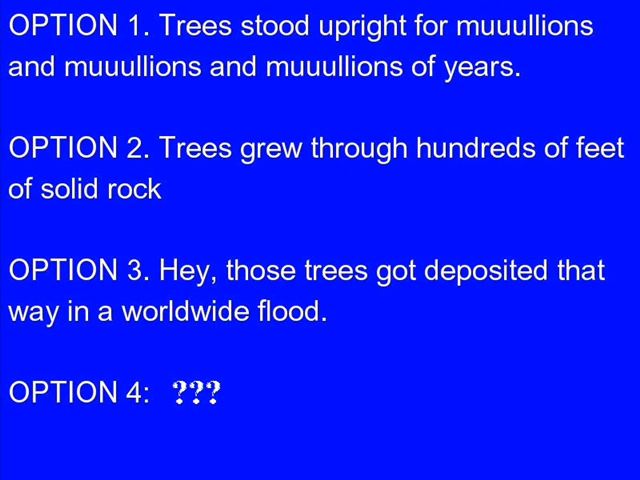 OPTION 1. Trees stood upright for muuullions
and muuullions and muuullions of years.
OPTION 2. Trees grew through hundreds of feet
of solid rock
OPTION 3. Hey, those trees got deposited that
way in a worldwide flood.
OPTION 4: ???